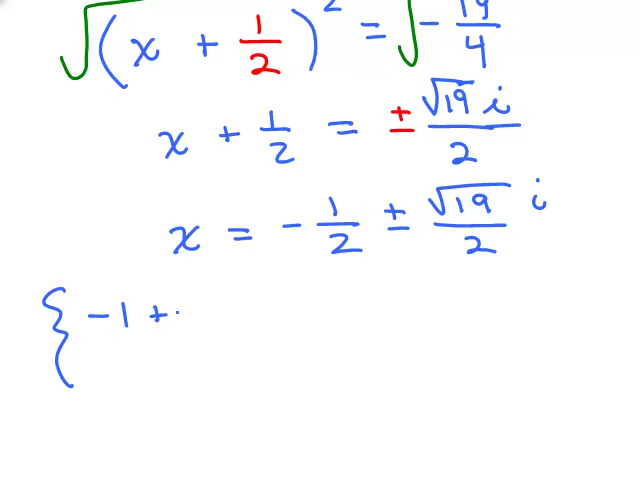 √(x + 1/2)² = √-19/4
x + 1/2 = ± √19 i/2
x = - 1/2 ± √19/2 i
{ -1 +